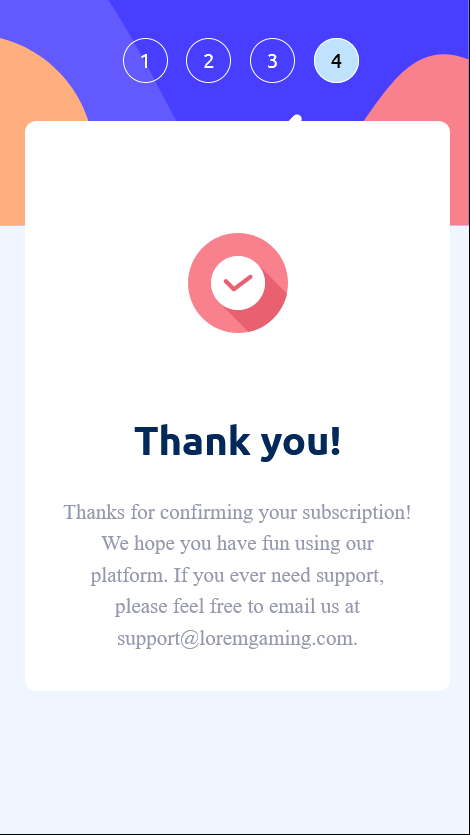 1 2 3 4
Thank you!
Thanks for confirming your subscription!
We hope you have fun using our
platform. If you ever need support,
please feel free to email us at
support@loremgaming.com.